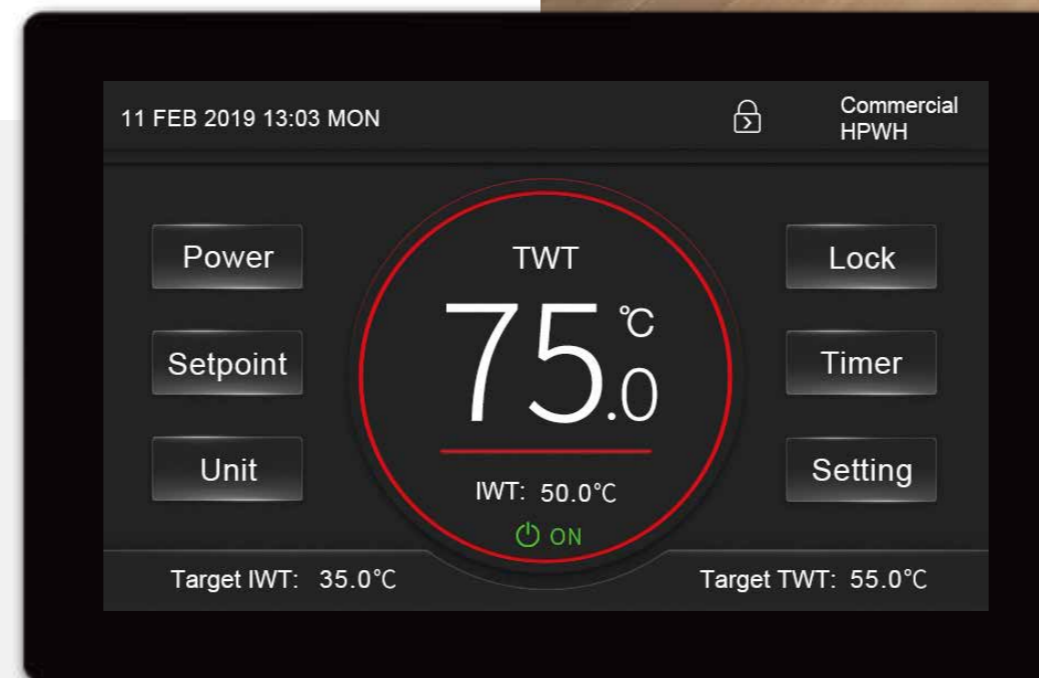 11 FEB 2019 13:03 MON
Commercial
HPWH
Power
Setpoint
Unit
TWT
75.0℃
IWT: 50.0℃
ON
Lock
Timer
Setting
Target IWT: 35.0℃
Target TWT: 55.0℃